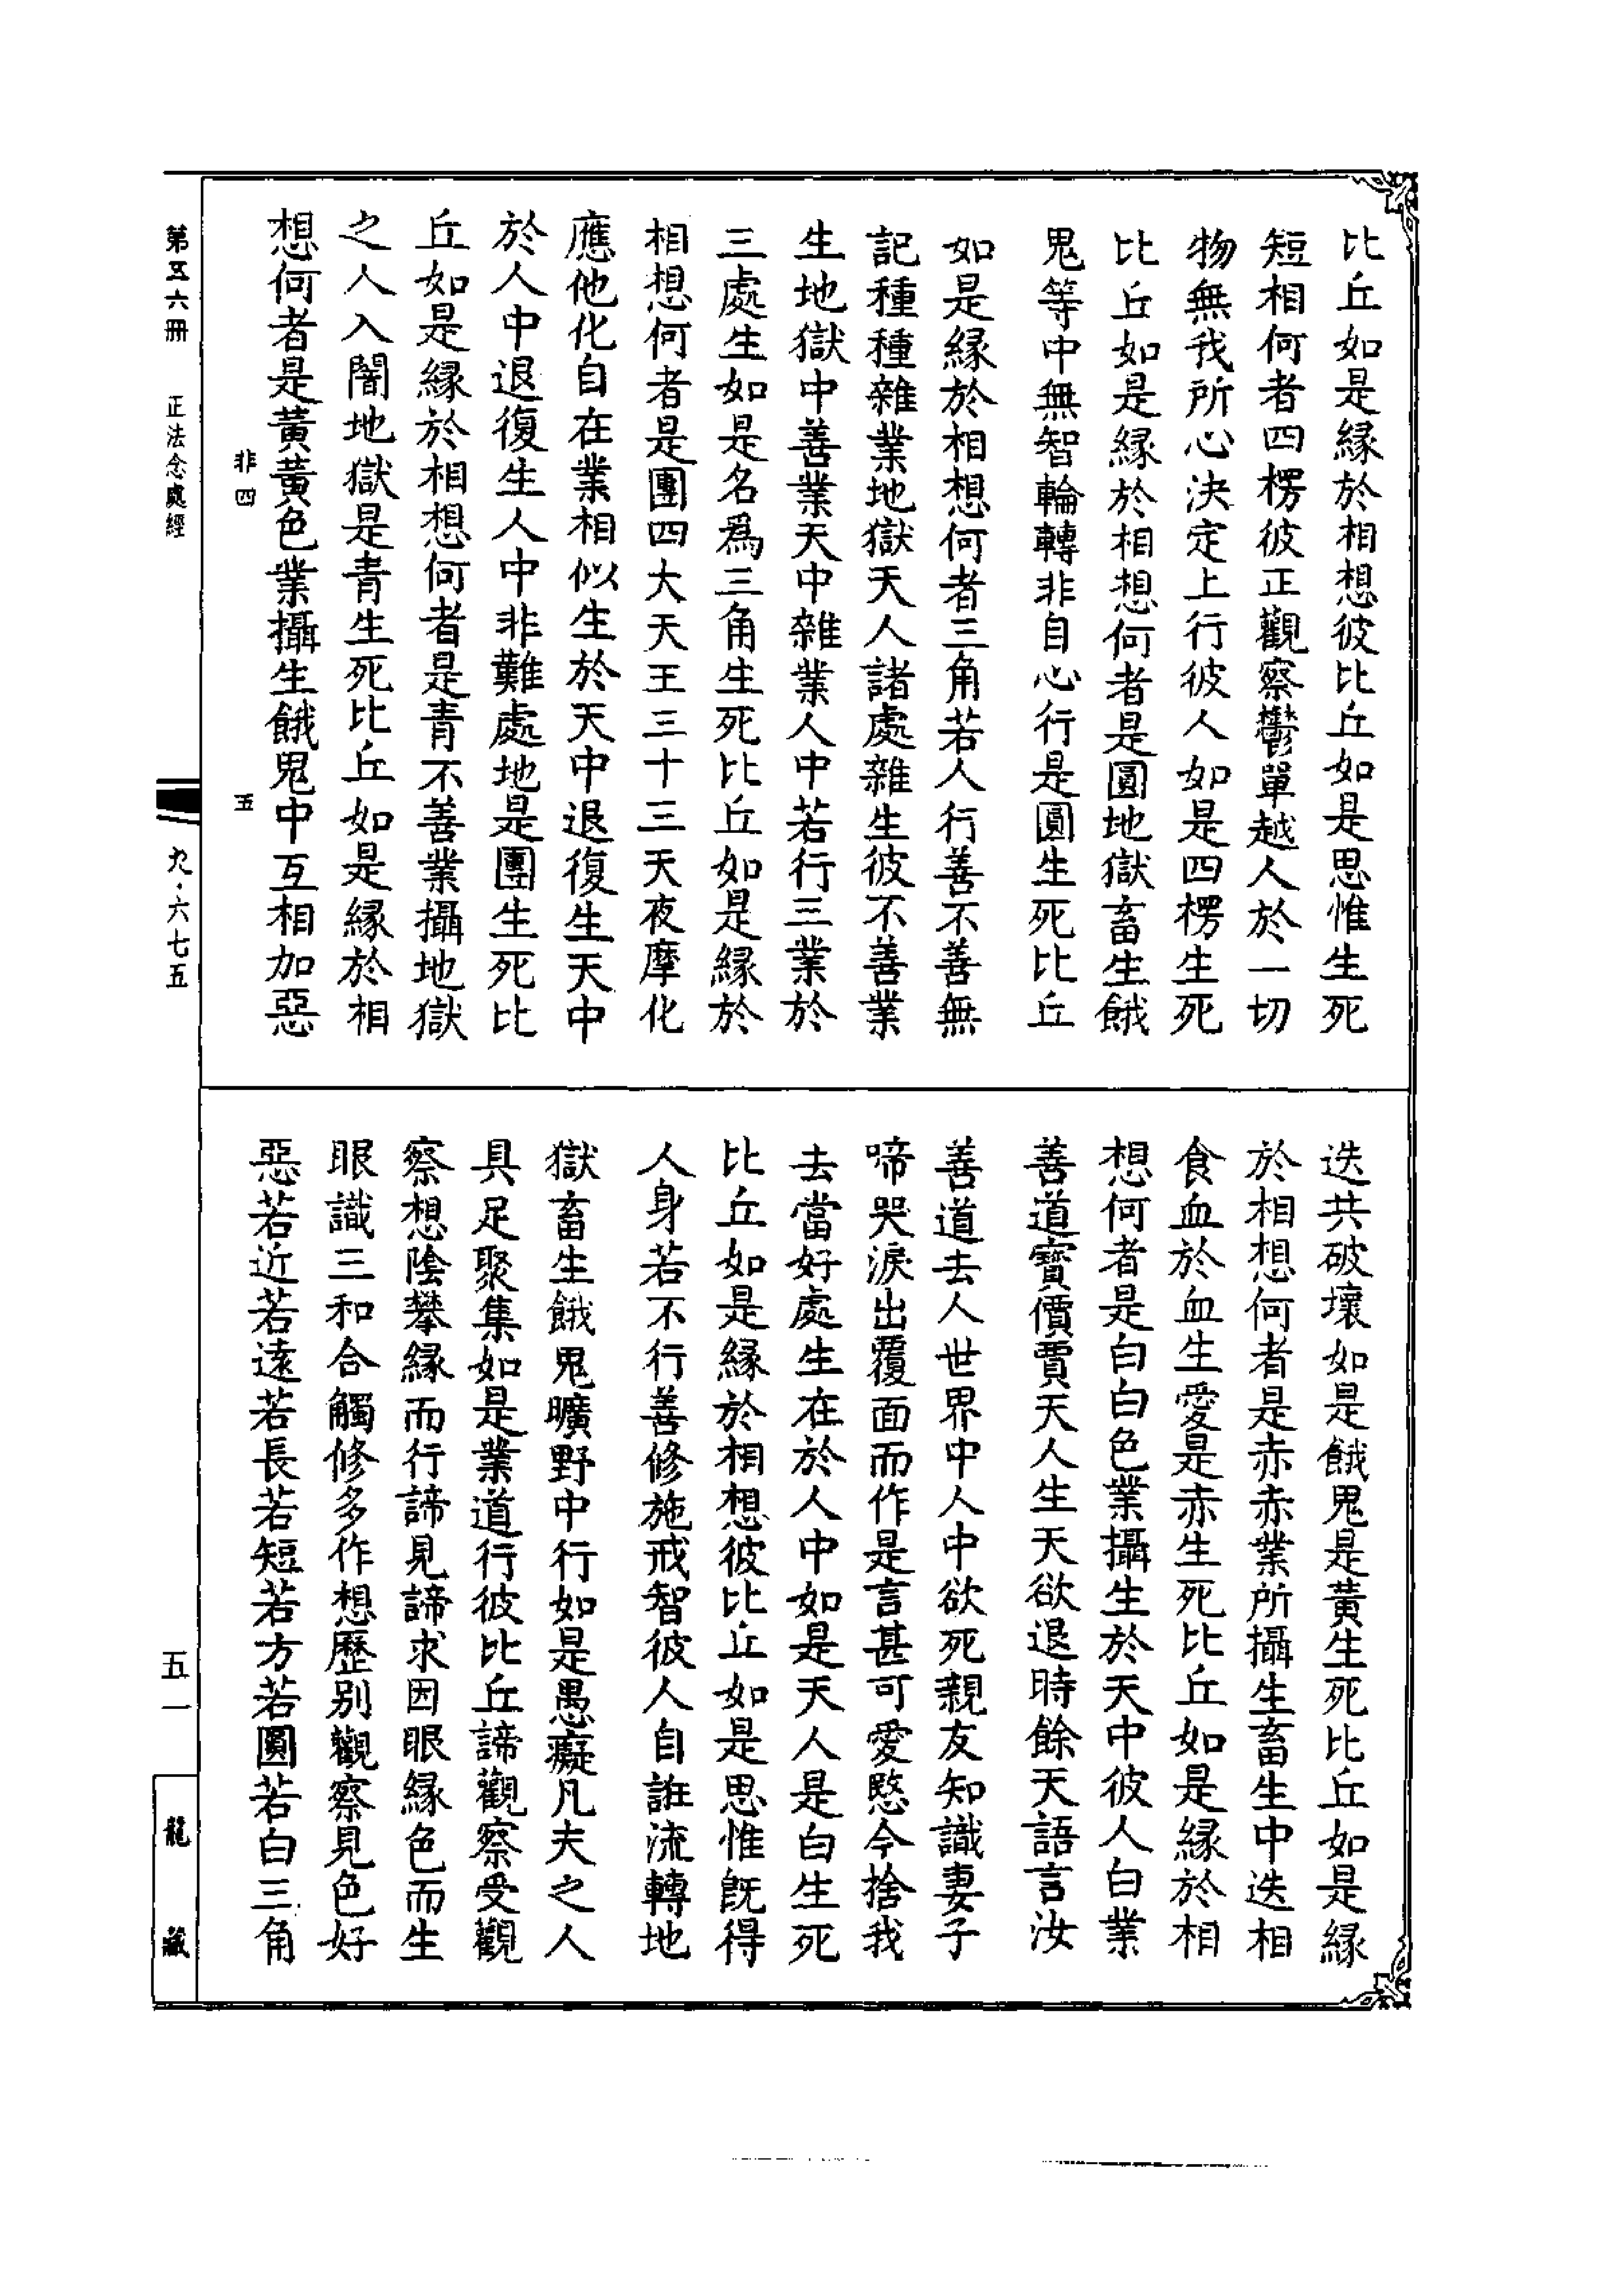 比丘如是緣於相想彼比丘如是思惟生死
短相何者四楞彼正觀察鬱單越人於一切
物無我所心決定上行彼人如是四楞生死
比丘如是緣於相想何者是圓地獄畜生餓
鬼等中無智輪轉非自心行是圓生死比丘
如是緣於相想何者三角若人行善不善無
記種種雜業地獄天人諸處雜生彼不善業
生地獄中善業天中雜業人中若行三業於
三處生如是名爲三角生死比丘如是緣於
相想何者是團四大天王三十三天夜摩化
應他化自在業相似生於天中退復生天中
於人中退復生人中非難處地是團生死比
丘如是緣於相想何者是青不善業攝地獄
之人入闇地獄是青生死比丘如是緣於相
想何者是黃黃色業攝生餓鬼中互相加惡
迭共破壞如是餓鬼是黃生死比丘如是緣
於相想何者是赤赤業所攝生畜生中迭相
食血於血生愛是赤生死比丘如是緣於相
想何者是白白色業攝生於天中彼人白業
善道寶價買天人生天欲退時餘天語言汝
善道去人世界中人中欲死親友知識妻子
啼哭淚出覆面而作是言甚可愛愍今捨我
去當好處生在於人中如是天人是白生死
比丘如是緣於相想彼比丘如是思惟旣得
人身若不行善修施戒智彼人自誑流轉地
獄畜生餓鬼曠野中行如是愚癡凡夫之人
具足聚集如是業道行彼比丘諦觀察受觀
察想陰攀緣而行諦見諦求因眼緣色而生
眼識三和合觸修多作想歷別觀察見色好
惡若近若遠若長若短若方若圓若白三角
非四
五
第五六冊
正法念處經
九·六七五
五一
龍藏